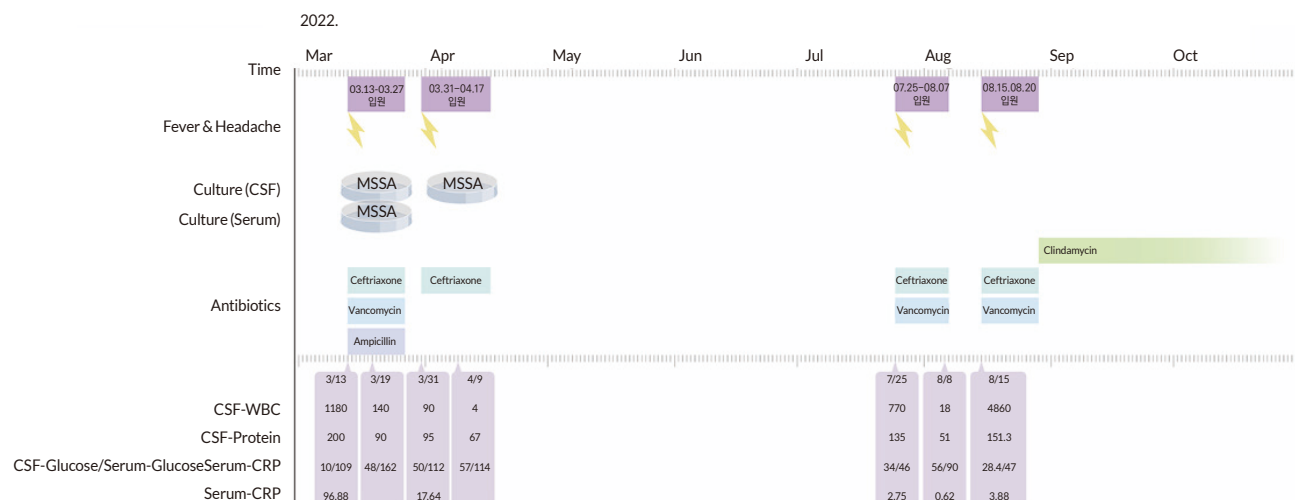 2022.
Mar Apr May Jun Jul Aug Sep Oct
Time
03.13-03.27 03.31-04.17 07.25-08.07 08.15.08.20
입원 입원 입원 입원
Fever & Headache
Culture (CSF) MSSA MSSA
Culture (Serum) MSSA
Clindamycin
Ceftriaxone Ceftriaxone Ceftriaxone Ceftriaxone
Antibiotics
Vancomycin Vancomycin Vancomycin
Ampicillin
3/13 3/19 3/31 4/9 7/25 8/8 8/15
CSF-WBC 1180 140 90 4 770 18 4860
CSF-Protein 200 90 95 67 135 51 151.3
CSF-Glucose/Serum-GlucoseSerum-CRP 10/109 48/162 50/112 57/114 34/46 56/90 28.4/47
Serum-CRP 96.88 17.64 2.75 0.62 3.88